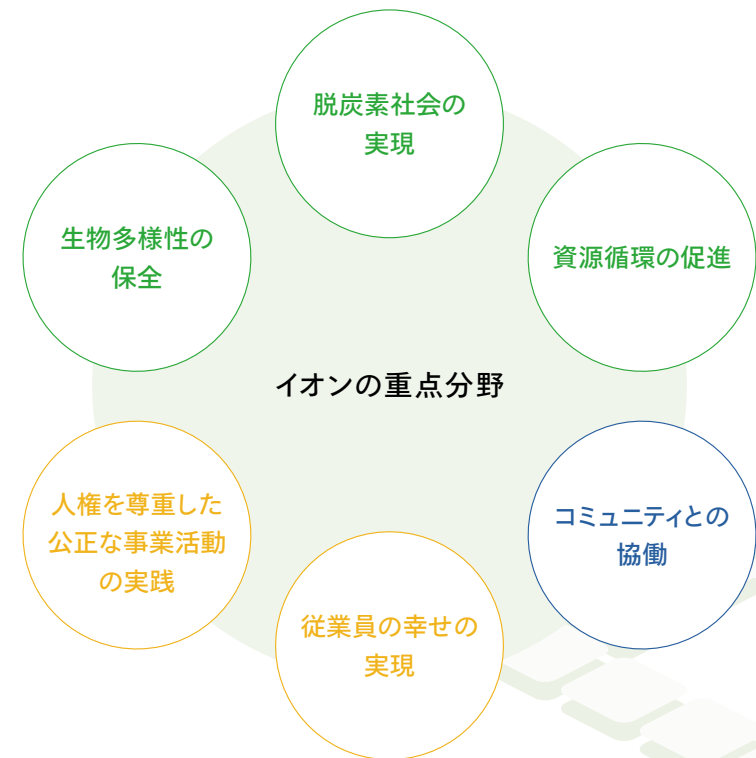 脱炭素社会の
実現
生物多様性の
保全
資源循環の促進
イオンの重点分野
人権を尊重した
公正な事業活動
の実践
コミュニティとの
協働
従業員の幸せの
実現